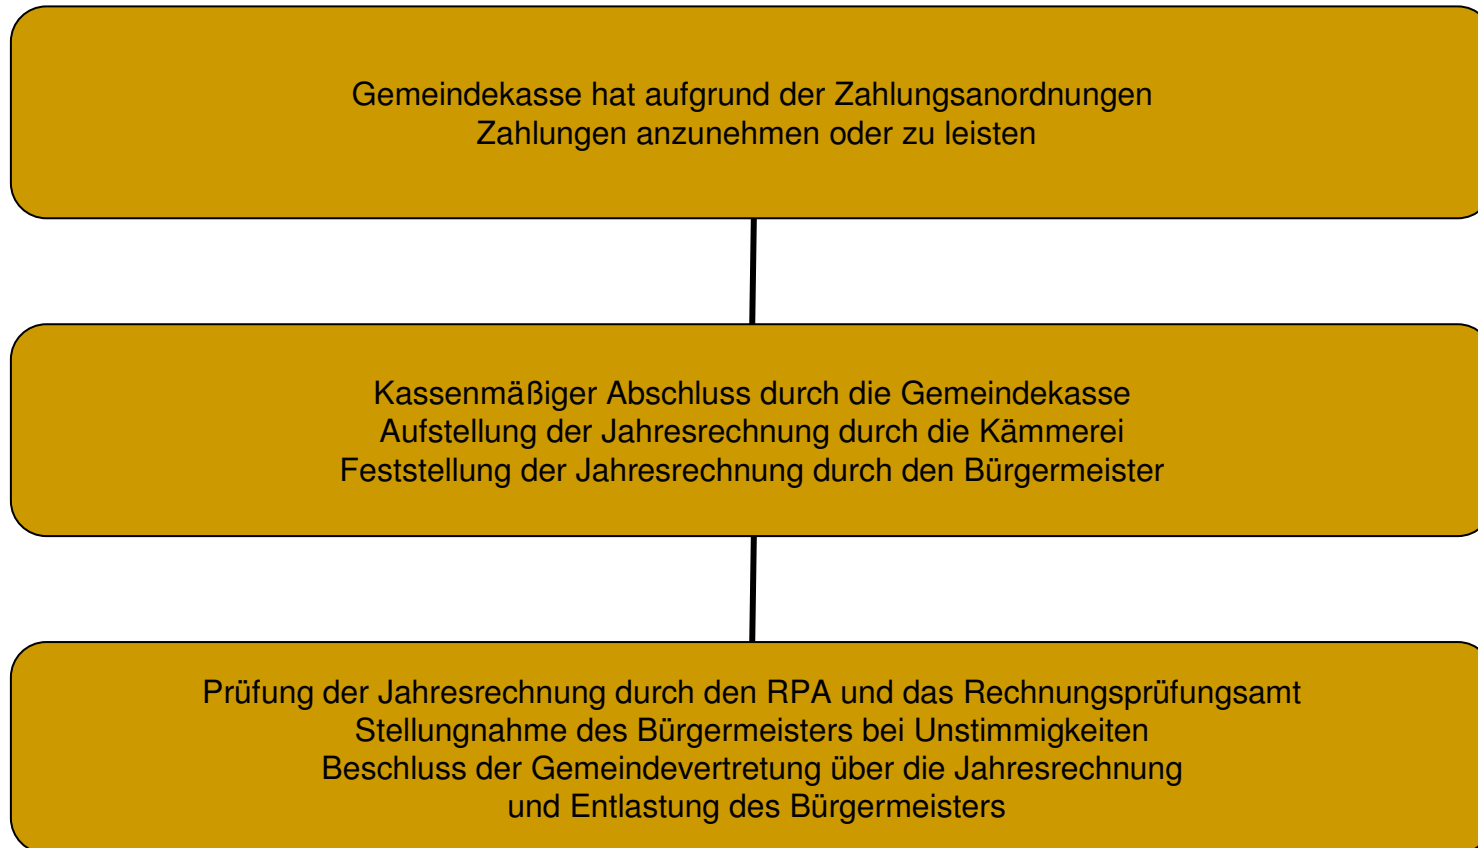 Gemeindekasse hat aufgrund der Zahlungsanordnungen
Zahlungen anzunehmen oder zu leisten
Kassenmäßiger Abschluss durch die Gemeindekasse
Aufstellung der Jahresrechnung durch die Kämmerei
Feststellung der Jahresrechnung durch den Bürgermeister
Prüfung der Jahresrechnung durch den RPA und das Rechnungsprüfungsamt
Stellungnahme des Bürgermeisters bei Unstimmigkeiten
Beschluss der Gemeindevertretung über die Jahresrechnung
und Entlastung des Bürgermeisters